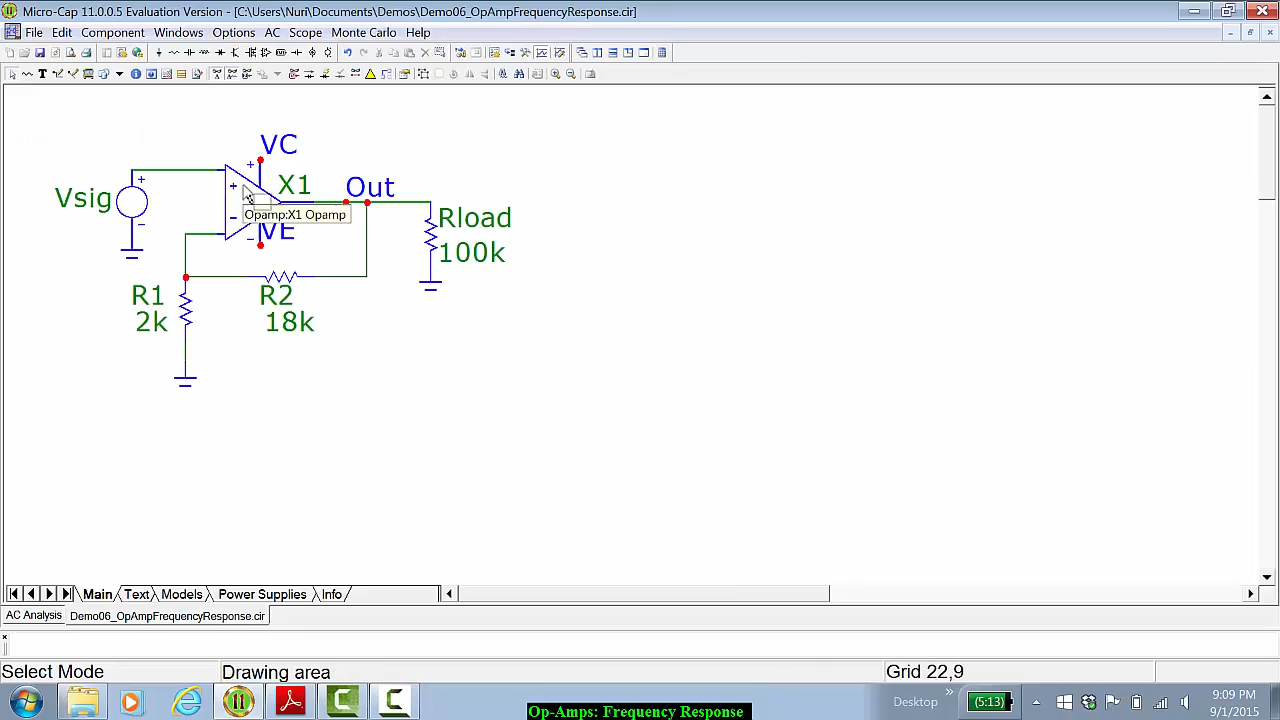 Micro-Cap 11.0.0.5 Evaluation Version - [C:\Users\Nuri\Documents\Demos\Demo06_OpAmpFrequencyResponse.cir]
File Edit Component Windows Options AC Scope Monte Carlo Help
VC
Vsig
+
-
+
+
-
-
X1
Out
Opamp:X1 Opamp
VE
Rload
100k
R1
2k
R2
18k
Main Text Models Power Supplies Info
AC Analysis Demo06_OpAmpFrequencyResponse.cir
Select Mode Drawing area Grid 22,9
Desktop » (5:13) 9:09 PM
9/1/2015
Op-Amps: Frequency Response